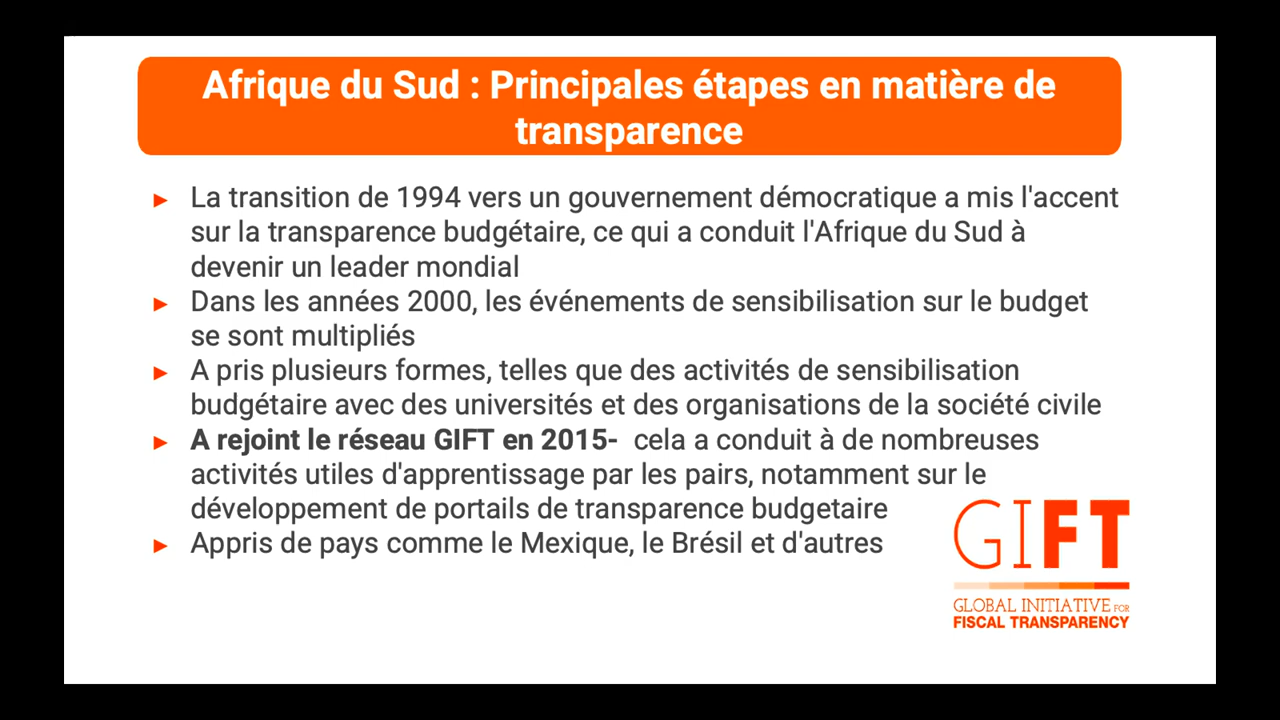 Afrique du Sud : Principales étapes en matière de
transparence
► La transition de 1994 vers un gouvernement démocratique a mis l'accent
sur la transparence budgétaire, ce qui a conduit l'Afrique du Sud à
devenir un leader mondial
► Dans les années 2000, les événements de sensibilisation sur le budget
se sont multipliés
► A pris plusieurs formes, telles que des activités de sensibilisation
budgétaire avec des universités et des organisations de la société civile
► A rejoint le réseau GIFT en 2015- cela a conduit à de nombreuses
activités utiles d'apprentissage par les pairs, notamment sur le
développement de portails de transparence budgetaire
► Appris de pays comme le Mexique, le Brésil et d'autres
GIFT
GLOBAL INITIATIVE FOR
FISCAL TRANSPARENCY